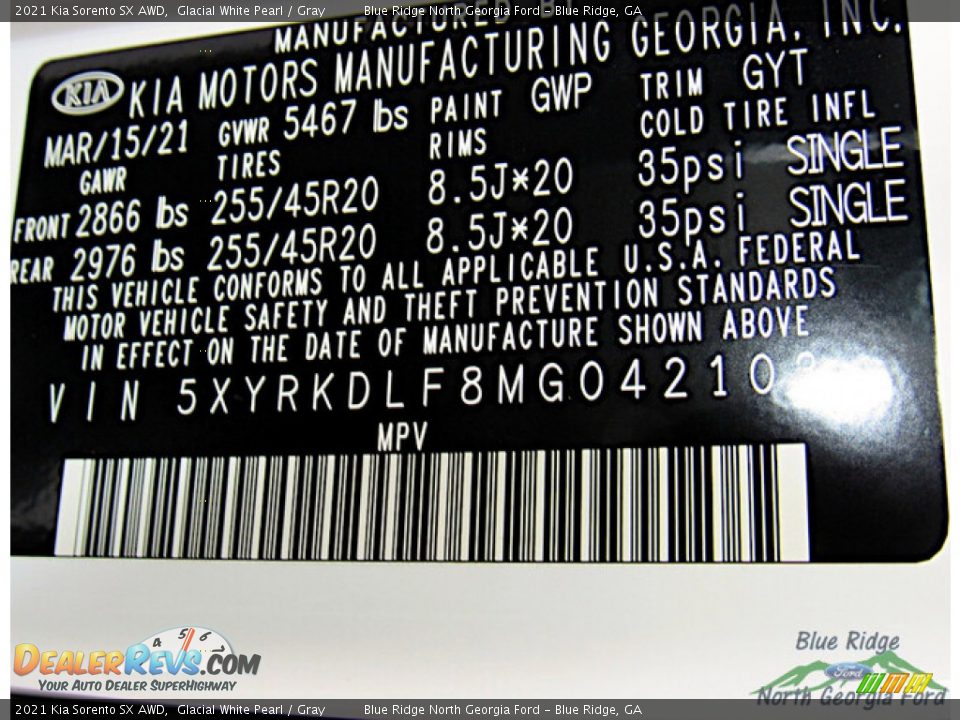 2021 Kia Sorento SX AWD, Glacial White Pearl / Gray Blue Ridge North Georgia Ford - Blue Ridge, GA
MANUFACTURED
KIA KIA MOTORS MANUFACTURING GEORGIA, INC.
MAR/15/21 GVWR 5467 lbs PAINT GWP TRIM GYT
GAWR TIRES RIMS COLD TIRE INFL
FRONT 2866 lbs 255/45R20 8.5J*20 35psi SINGLE
REAR 2976 lbs 255/45R20 8.5J*20 35psi SINGLE
THIS VEHICLE CONFORMS TO ALL APPLICABLE U.S.A. FEDERAL
MOTOR VEHICLE SAFETY AND THEFT PREVENTION STANDARDS
IN EFFECT ON THE DATE OF MANUFACTURE SHOWN ABOVE
VIN
MPV
4 5 6
DEALERREVS.COM
YOUR AUTO DEALER SUPERHIGHWAY
Blue Ridge
Ford
North Georgia Ford
2021 Kia Sorento SX AWD, Glacial White Pearl / Gray Blue Ridge North Georgia Ford - Blue Ridge, GA